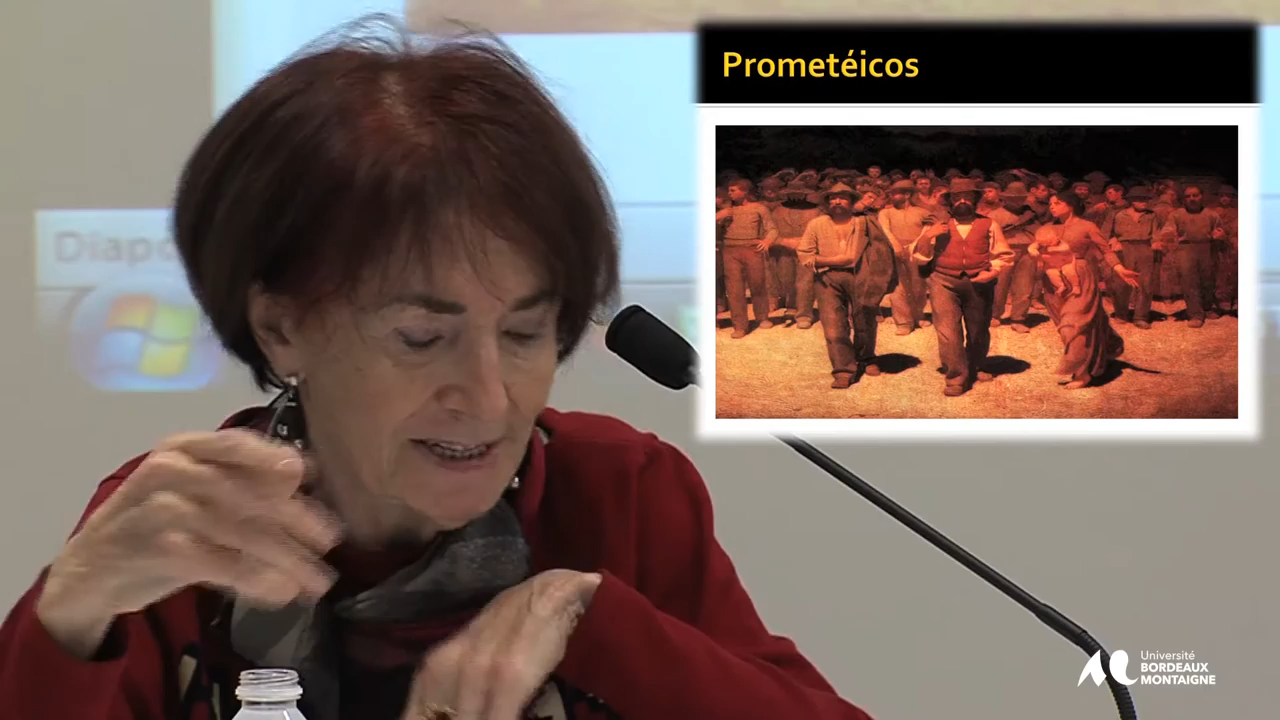 Prometéicos
Diapo
Université
BORDEAUX
MONTAIGNE